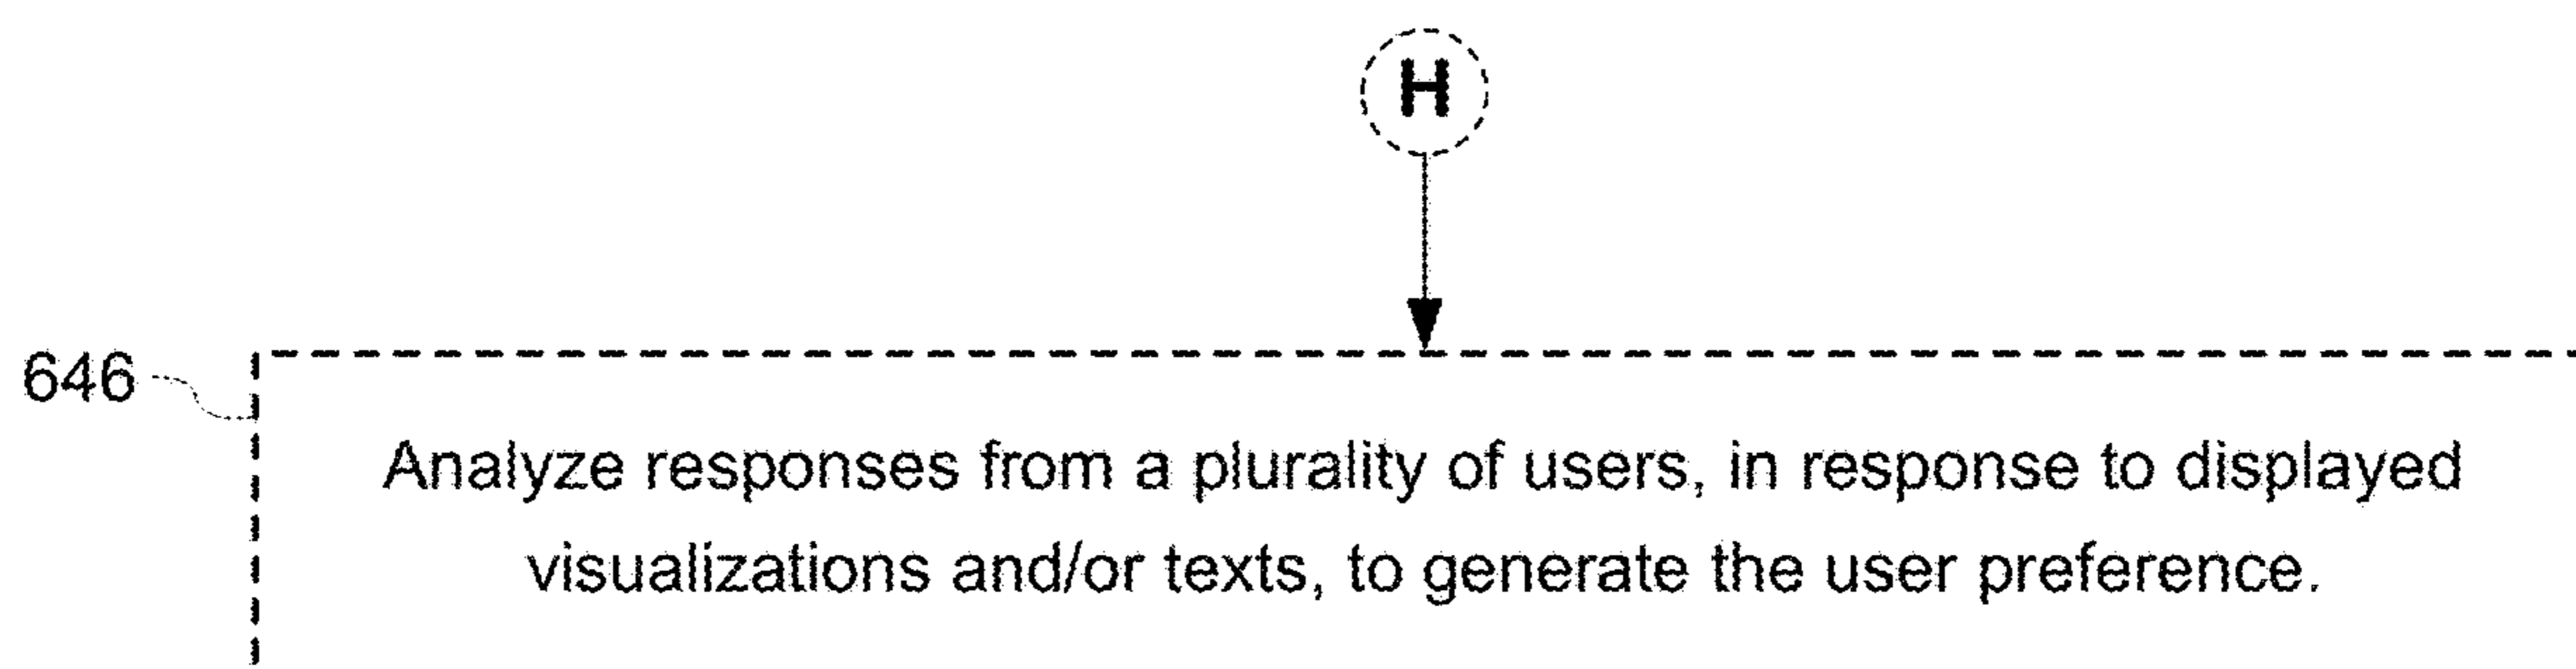 H
646
Analyze responses from a plurality of users, in response to displayed
visualizations and/or texts, to generate the user preference.